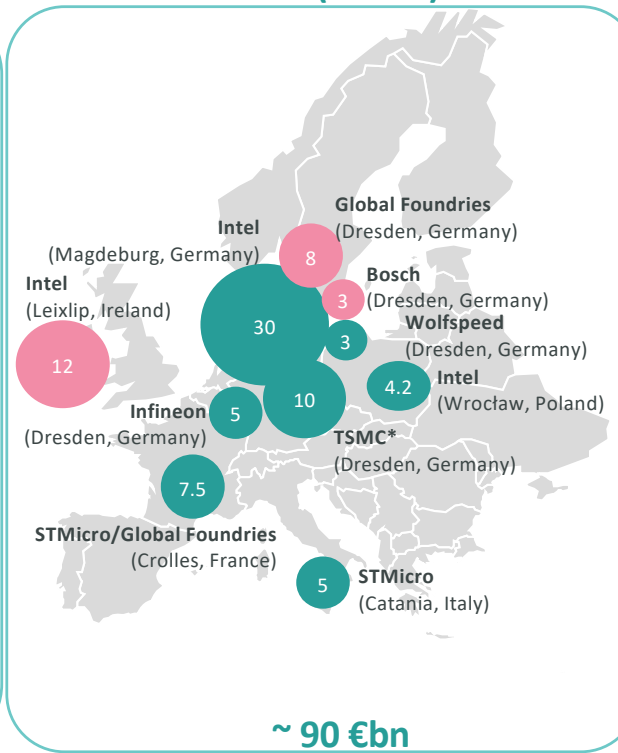 Global Foundries
(Dresden, Germany)
8
Intel
(Magdeburg, Germany)
30
Bosch
(Dresden, Germany)
3
Intel
(Leixlip, Ireland)
12
Wolfspeed
(Dresden, Germany)
3
Intel
(Wrocław, Poland)
4.2
Infineon
(Dresden, Germany)
5
10
TSMC*
(Dresden, Germany)
7.5
STMicro/Global Foundries
(Crolles, France)
5
STMicro
(Catania, Italy)
~ 90 €bn